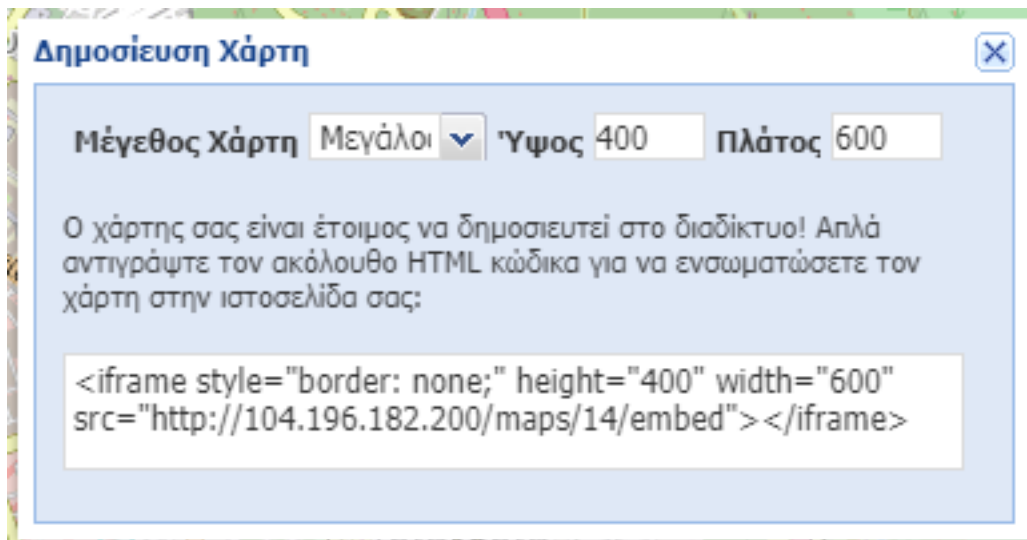 Δημοσίευση Χάρτη
Μέγεθος Χάρτη Μεγάλοι Ύψος 400 Πλάτος 600
Ο χάρτης σας είναι έτοιμος να δημοσιευτεί στο διαδίκτυο! Απλά
αντιγράψτε τον ακόλουθο HTML κώδικα για να ενσωματώσετε τον
χάρτη στην ιστοσελίδα σας:
<iframe style="border: none;" height="400" width="600"
src="http://104.196.182.200/maps/14/embed"></iframe>